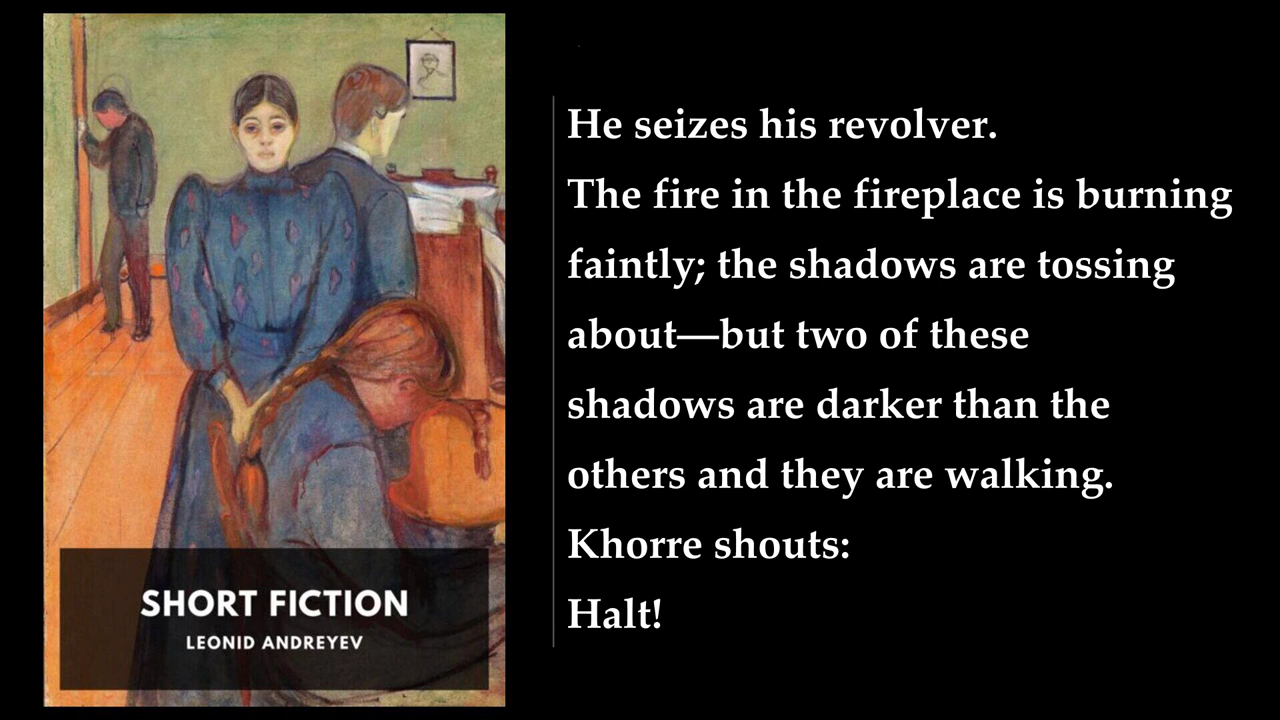 SHORT FICTION
LEONID ANDREYEV
He seizes his revolver.
The fire in the fireplace is burning
faintly; the shadows are tossing
about—but two of these
shadows are darker than the
others and they are walking.
Khorre shouts:
Halt!